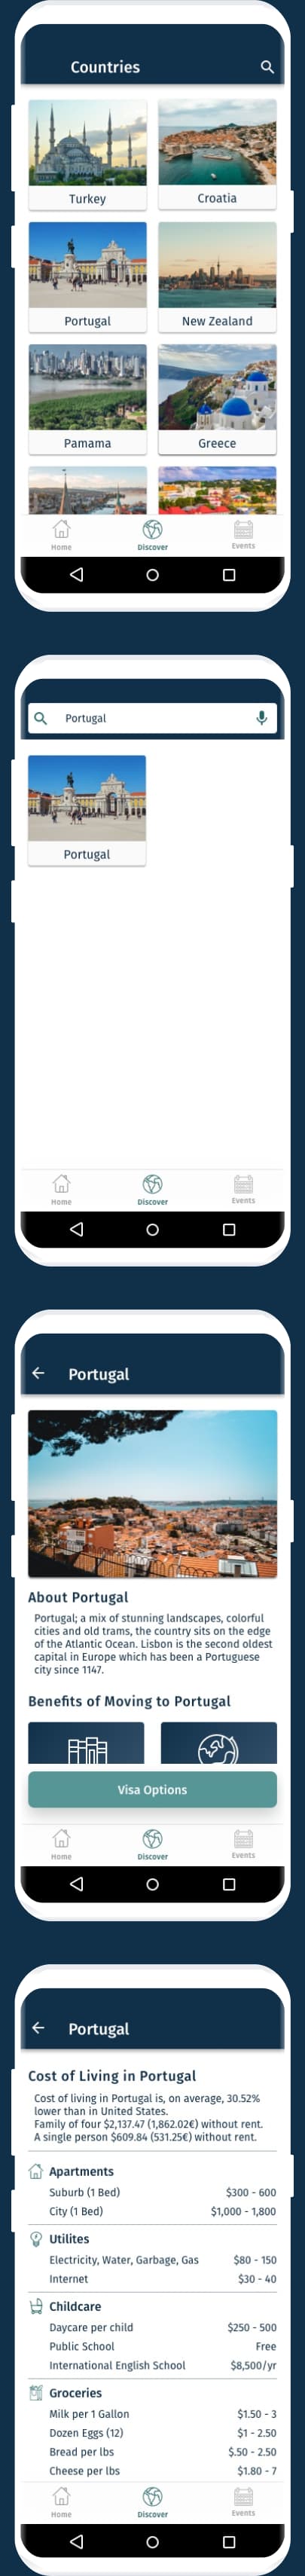 Countries
Turkey
Croatia
Portugal
New Zealand
Pamama
Greece
Home
Discover
Events
Portugal
Portugal
Home
Discover
Events
Portugal
About Portugal
Portugal; a mix of stunning landscapes, colorful
cities and old trams, the country sits on the edge
of the Atlantic Ocean. Lisbon is the second oldest
capital in Europe which has been a Portuguese
city since 1147.
Benefits of Moving to Portugal
Visa Options
Home
Discover
Events
Portugal
Cost of Living in Portugal
Cost of living in Portugal is, on average, 30.52%
lower than in United States.
Family of four $2,137.47 (1,862.02€) without rent.
A single person $609.84 (531.25€) without rent.
Apartments
Suburb (1 Bed) $300 - 600
City (1 Bed) $1,000 - 1,800
Utilites
Electricity, Water, Garbage, Gas $80 - 150
Internet $30 - 40
Childcare
Daycare per child $250 - 500
Public School Free
International English School $8,500/yr
Groceries
Milk per 1 Gallon $1.50 - 3
Dozen Eggs (12) $1 - 2.50
Bread per lbs $.50 - 2.50
Cheese per lbs $1.80 - 7
Home
Discover
Events